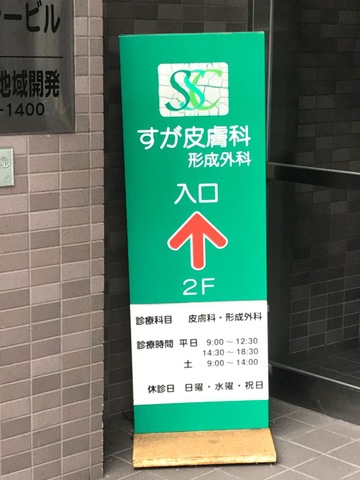 ービル
地域開発
-1400
SSC
すが皮膚科
形成外科
入口
2F
診療科目 皮膚科・形成外科
診療時間 平日 9:00～12:30
14:30～18:30
土 9:00～14:00
休診日 日曜・水曜・祝日